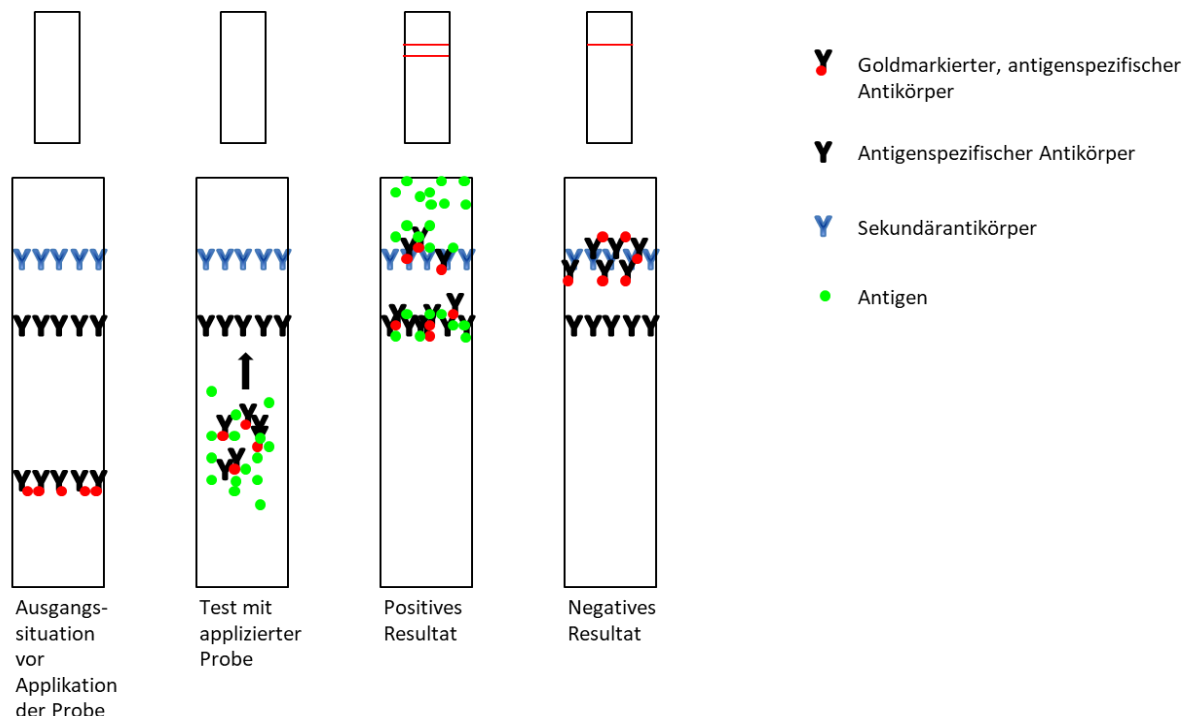 Goldmarkierter, antigenspezifischer
Antikörper
Antigenspezifischer Antikörper
Sekundärantikörper
Antigen
Ausgangs-
situation
vor
Applikation
der Probe
Test mit
applizierter
Probe
Positives
Resultat
Negatives
Resultat